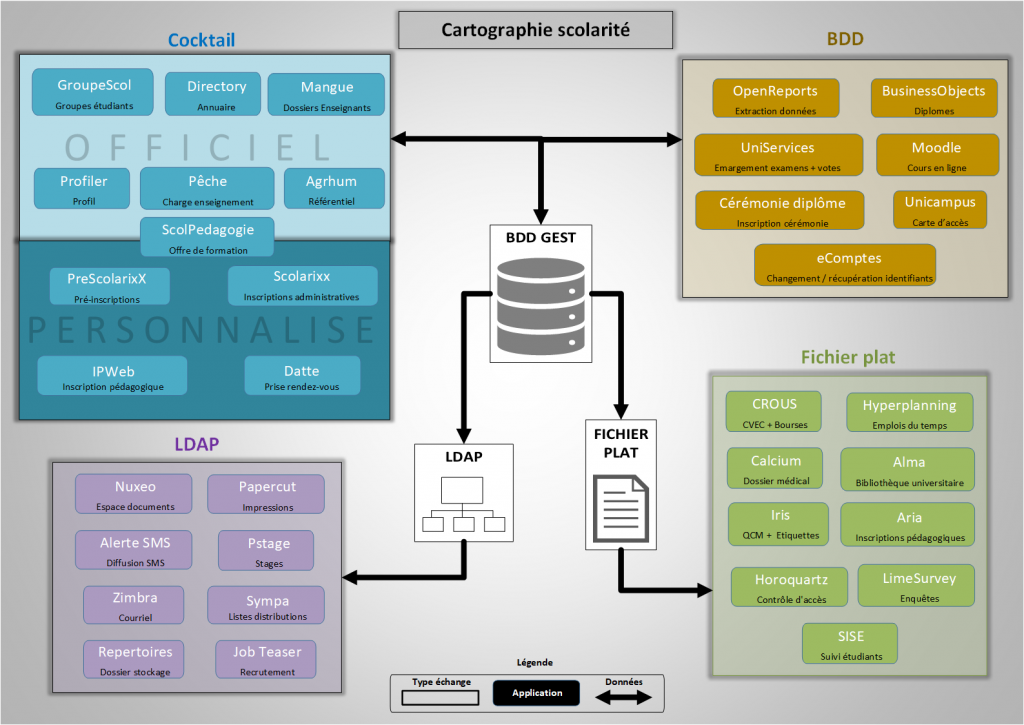 Cartographie scolarité
Cocktail
GroupeScol
Groupes étudiants
Directory
Annuaire
Mangue
Dossiers Enseignants
OFFICIEL
Profiler
Profil
Pêche
Charge enseignement
Agrhum
Référentiel
ScolPedagogie
Offre de formation
PreScolarixX
Pré-inscriptions
Scolarixx
Inscriptions administratives
PERSONNALISE
IPWeb
Inscription pédagogique
Datte
Prise rendez-vous
BDD
OpenReports
Extraction données
BusinessObjects
Diplomes
UniServices
Emargement examens + votes
Moodle
Cours en ligne
Cérémonie diplôme
Inscription cérémonie
Unicampus
Carte d'accès
eComptes
Changement / récupération identifiants
BDD GEST
LDAP
FICHIER
PLAT
LDAP
Nuxeo
Espace documents
Papercut
Impressions
Alerte SMS
Diffusion SMS
Pstage
Stages
Zimbra
Courriel
Sympa
Listes distributions
Repertoires
Dossier stockage
Job Teaser
Recrutement
Fichier plat
CROUS
CVEC + Bourses
Hyperplanning
Emplois du temps
Calcium
Dossier médical
Alma
Bibliothèque universitaire
Iris
QCM + Etiquettes
Aria
Inscriptions pédagogiques
Horoquartz
Contrôle d'accès
LimeSurvey
Enquêtes
SISE
Suivi étudiants
Légende
Type échange
Application
Données